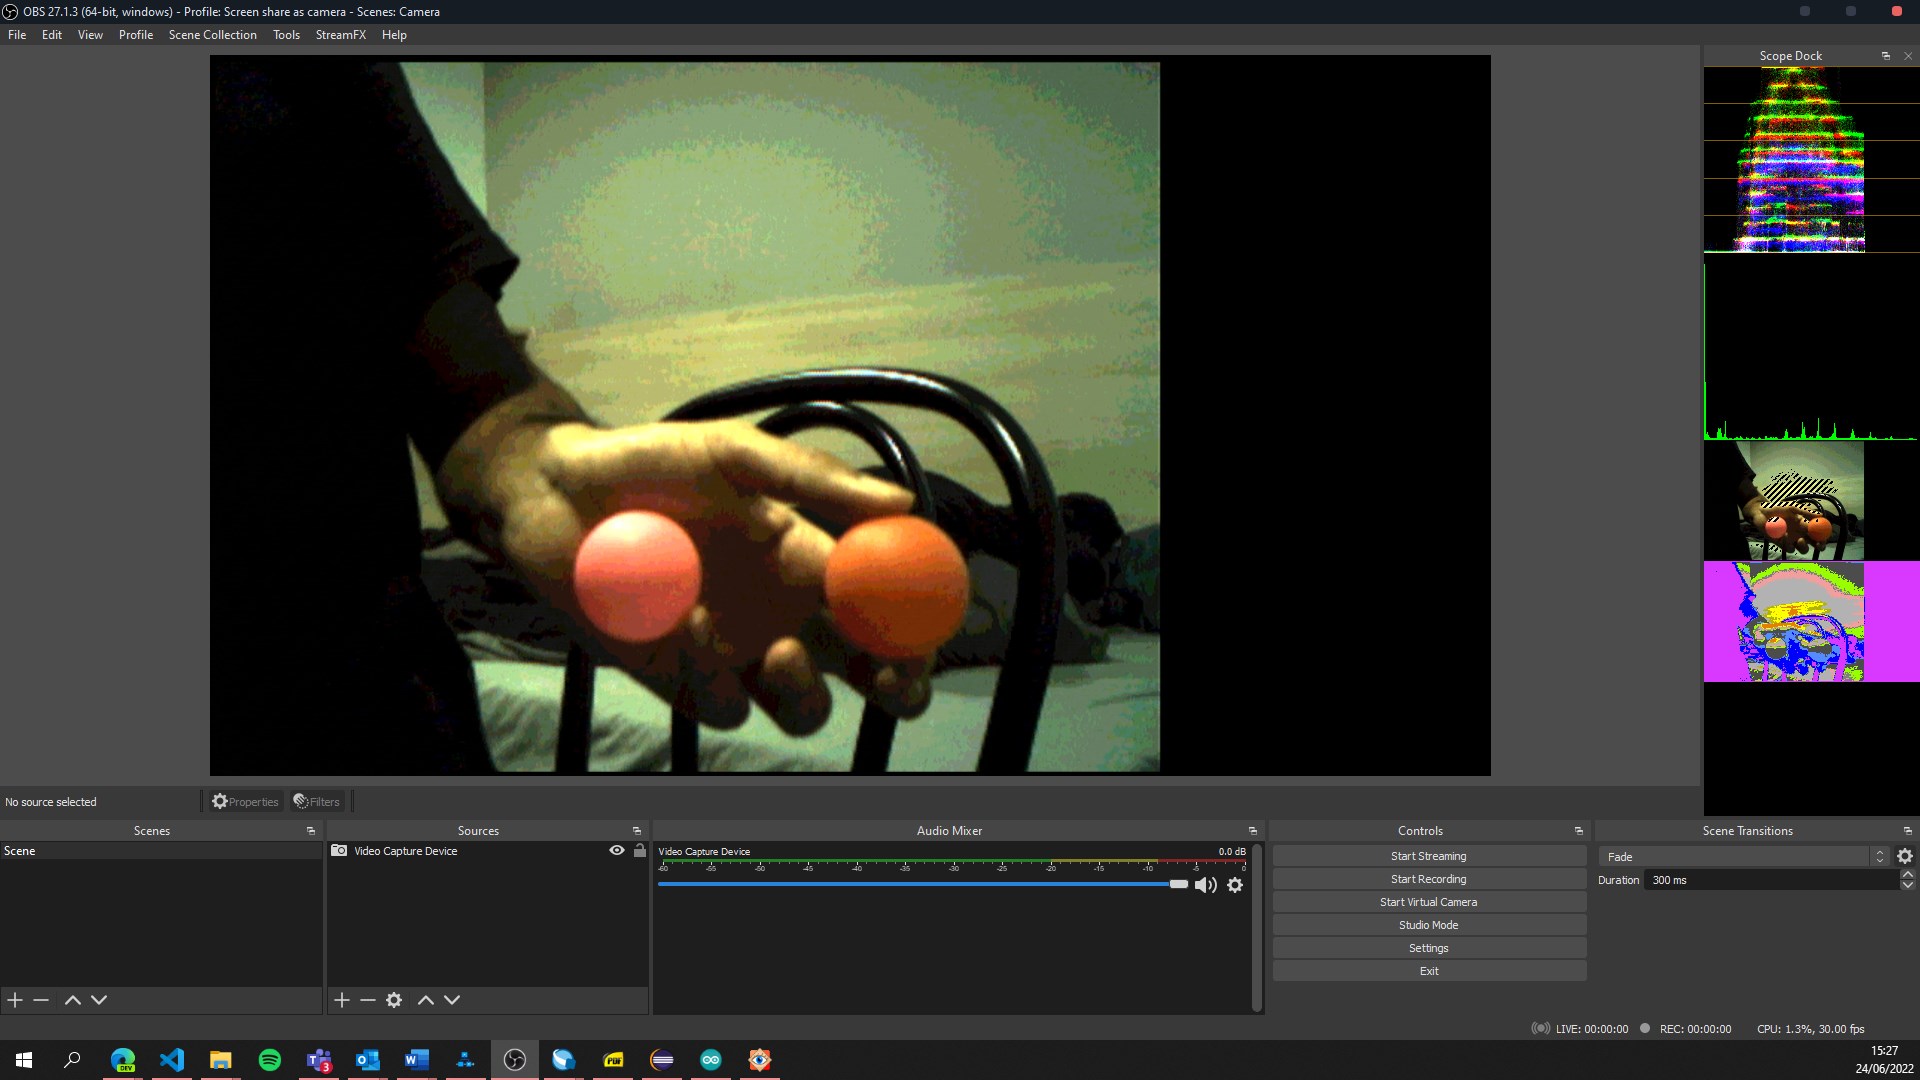 OBS 27.1.3 (64-bit, windows) - Profile: Screen share as camera - Scenes: Camera
File Edit View Profile Scene Collection Tools StreamFX Help
Scope Dock
No source selected
Properties
Filters
Scenes
Scene
Sources
Video Capture Device
Audio Mixer
Video Capture Device 0.0 dB
-60 -55 -50 -45 -40 -35 -30 -25 -20 -15 -10 -5 0
Controls
Start Streaming
Start Recording
Start Virtual Camera
Studio Mode
Settings
Exit
Scene Transitions
Fade
Duration 300 ms
LIVE: 00:00:00 REC: 00:00:00 CPU: 1.3%, 30.00 fps
DEV
3
PDF
15:27
24/06/2022